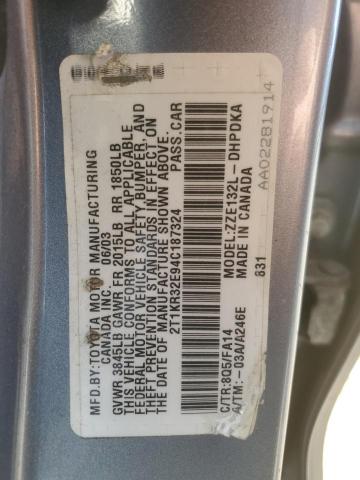 MFD.BY:TOYOTA MOTOR MANUFACTURING
CANADA INC. 06/03
GVWR 3845LB GAWR FR 2015LB RR 1850LB
THIS VEHICLE CONFORMS TO ALL APPLICABLE
FEDERAL MOTOR VEHICLE SAFETY, BUMPER, AND
THEFT PREVENTION STANDARDS IN EFFECT ON
THE DATE OF MANUFACTURE SHOWN ABOVE.
2T1KR32E94C187324 PASS.CAR
C/TR:8Q5/FA14 MODEL:ZZE132L-DHPDKA
A/TM:-03A/A246E MADE IN CANADA
831
AA02281914